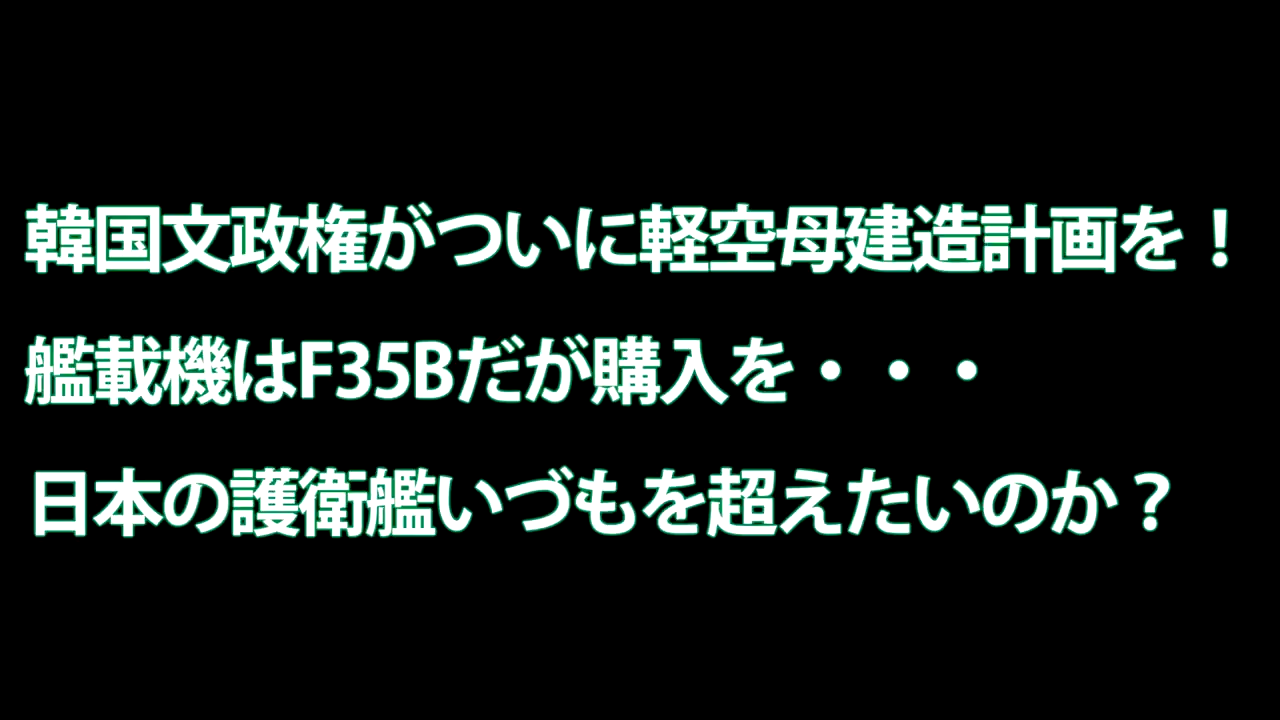 韓国文政権がついに軽空母建造計画を！
艦載機はF35Bだが購入を・・・
日本の護衛艦いづもを超えたいのか？